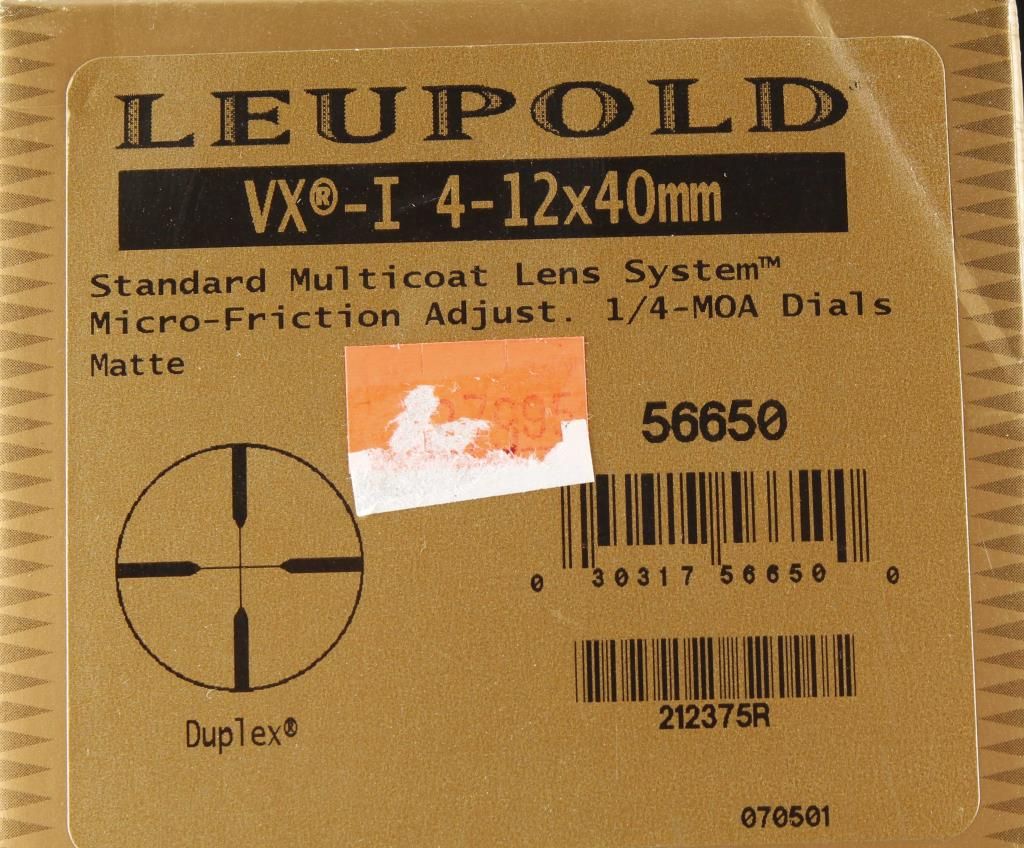 LEUPOLD
VX®-I 4-12x40mm
Standard Multicoat Lens System™
Micro-Friction Adjust. 1/4-MOA Dials
Matte
56650
0 30317 56650 0
212375R
Duplex®
070501